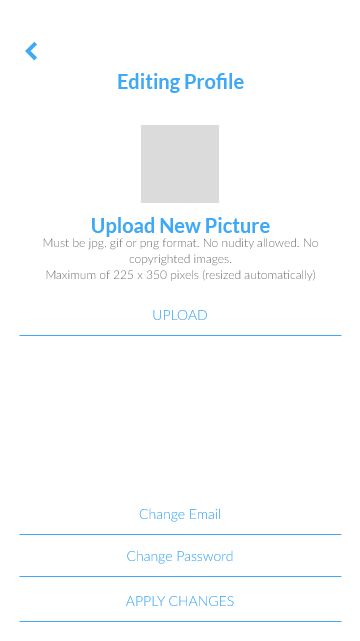 Editing Profile
Upload New Picture
Must be jpg, gif or png format. No nudity allowed. No
copyrighted images.
Maximum of 225 x 350 pixels (resized automatically)
UPLOAD
Change Email
Change Password
APPLY CHANGES